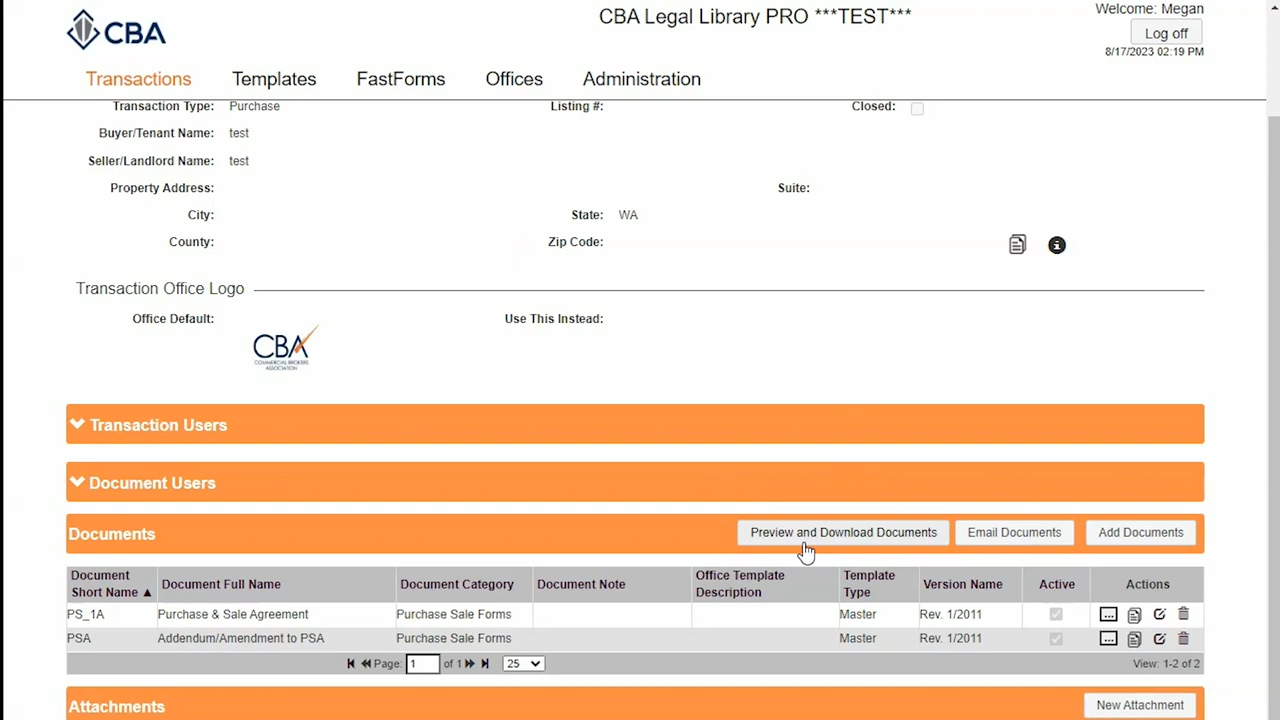 CBA
CBA Legal Library PRO ***TEST***
Welcome: Megan
Log off
8/17/2023 02:19 PM
Transactions Templates FastForms Offices Administration
Transaction Type: Purchase Listing #: Closed:
Buyer/Tenant Name: test
Seller/Landlord Name: test
Property Address: Suite:
City: State: WA
County: Zip Code:
Transaction Office Logo
Office Default: Use This Instead:
CBA
COMMERCIAL BROKERS
ASSOCIATION
Transaction Users
Document Users
Documents Preview and Download Documents Email Documents Add Documents
Document Short Name ▲ Document Full Name Document Category Document Note Office Template Description Template Type Version Name Active Actions
PS_1A Purchase & Sale Agreement Purchase Sale Forms Master Rev. 1/2011
PSA Addendum/Amendment to PSA Purchase Sale Forms Master Rev. 1/2011
Page: 1 of 1 25 View: 1-2 of 2
Attachments New Attachment